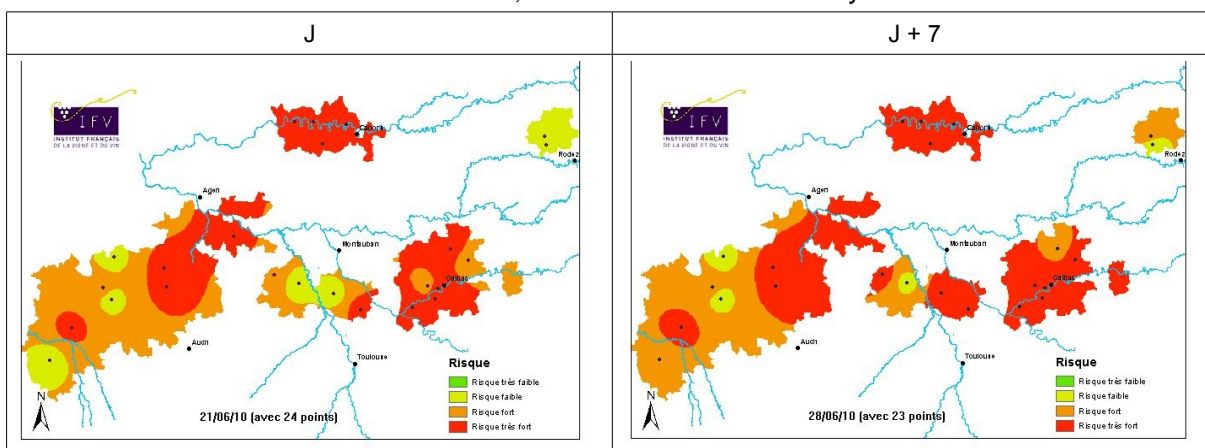 J
J + 7
IFV
INSTITUT FRANÇAIS
DE LA VIGNE ET DU VIN
Cahors
Rodez
Agen
Montauban
Gaillac
Auch
Toulouse
N
21/06/10 (avec 24 points)
Risque
Risque très faible
Risque faible
Risque fort
Risque très fort
IFV
INSTITUT FRANÇAIS
DE LA VIGNE ET DU VIN
Cahors
Rodez
Agen
Montauban
Gaillac
Auch
Toulouse
N
28/06/10 (avec 23 points)
Risque
Risque très faible
Risque faible
Risque fort
Risque très fort